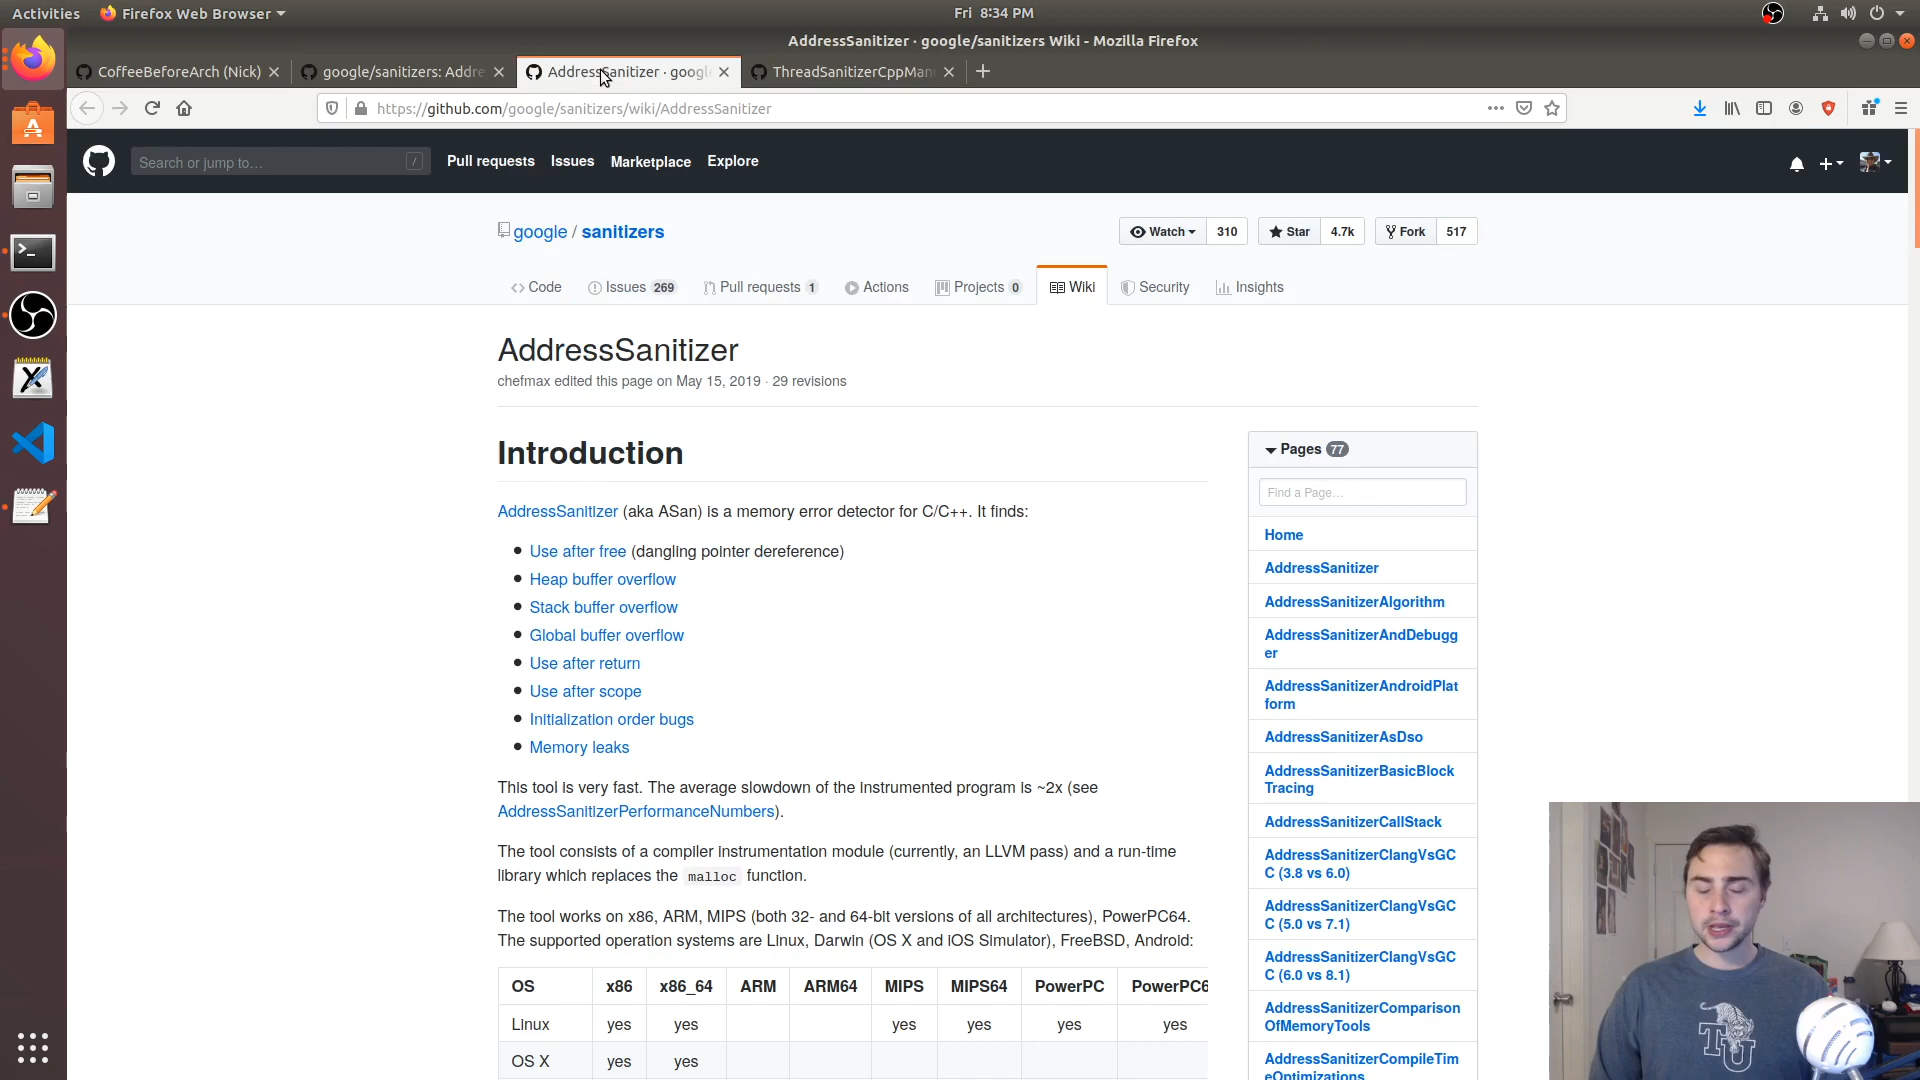 Activities
Firefox Web Browser
Fri 8:34 PM
AddressSanitizer · google/sanitizers Wiki - Mozilla Firefox
CoffeeBeforeArch (Nick)
google/sanitizers: Addre
AddressSanitizer · googl
ThreadSanitizerCppMan
https://github.com/google/sanitizers/wiki/AddressSanitizer
Search or jump to…
/
Pull requests
Issues
Marketplace
Explore
google / sanitizers
Watch 310
Star 4.7k
Fork 517
Code
Issues 269
Pull requests 1
Actions
Projects 0
Wiki
Security
Insights
AddressSanitizer
chefmax edited this page on May 15, 2019 · 29 revisions
Introduction
AddressSanitizer (aka ASan) is a memory error detector for C/C++. It finds:
Use after free (dangling pointer dereference)
Heap buffer overflow
Stack buffer overflow
Global buffer overflow
Use after return
Use after scope
Initialization order bugs
Memory leaks
This tool is very fast. The average slowdown of the instrumented program is ~2x (see
AddressSanitizerPerformanceNumbers).
The tool consists of a compiler instrumentation module (currently, an LLVM pass) and a run-time
library which replaces the malloc function.
The tool works on x86, ARM, MIPS (both 32- and 64-bit versions of all architectures), PowerPC64.
The supported operation systems are Linux, Darwin (OS X and iOS Simulator), FreeBSD, Android:
OS x86 x86_64 ARM ARM64 MIPS MIPS64 PowerPC PowerPC6
Linux yes yes yes yes yes yes
OS X yes yes
Pages 77
Find a Page…
Home
AddressSanitizer
AddressSanitizerAlgorithm
AddressSanitizerAndDebugg
er
AddressSanitizerAndroidPlat
form
AddressSanitizerAsDso
AddressSanitizerBasicBlock
Tracing
AddressSanitizerCallStack
AddressSanitizerClangVsGC
C (3.8 vs 6.0)
AddressSanitizerClangVsGC
C (5.0 vs 7.1)
AddressSanitizerClangVsGC
C (6.0 vs 8.1)
AddressSanitizerComparison
OfMemoryTools
AddressSanitizerCompileTim
eOptimizations
TU